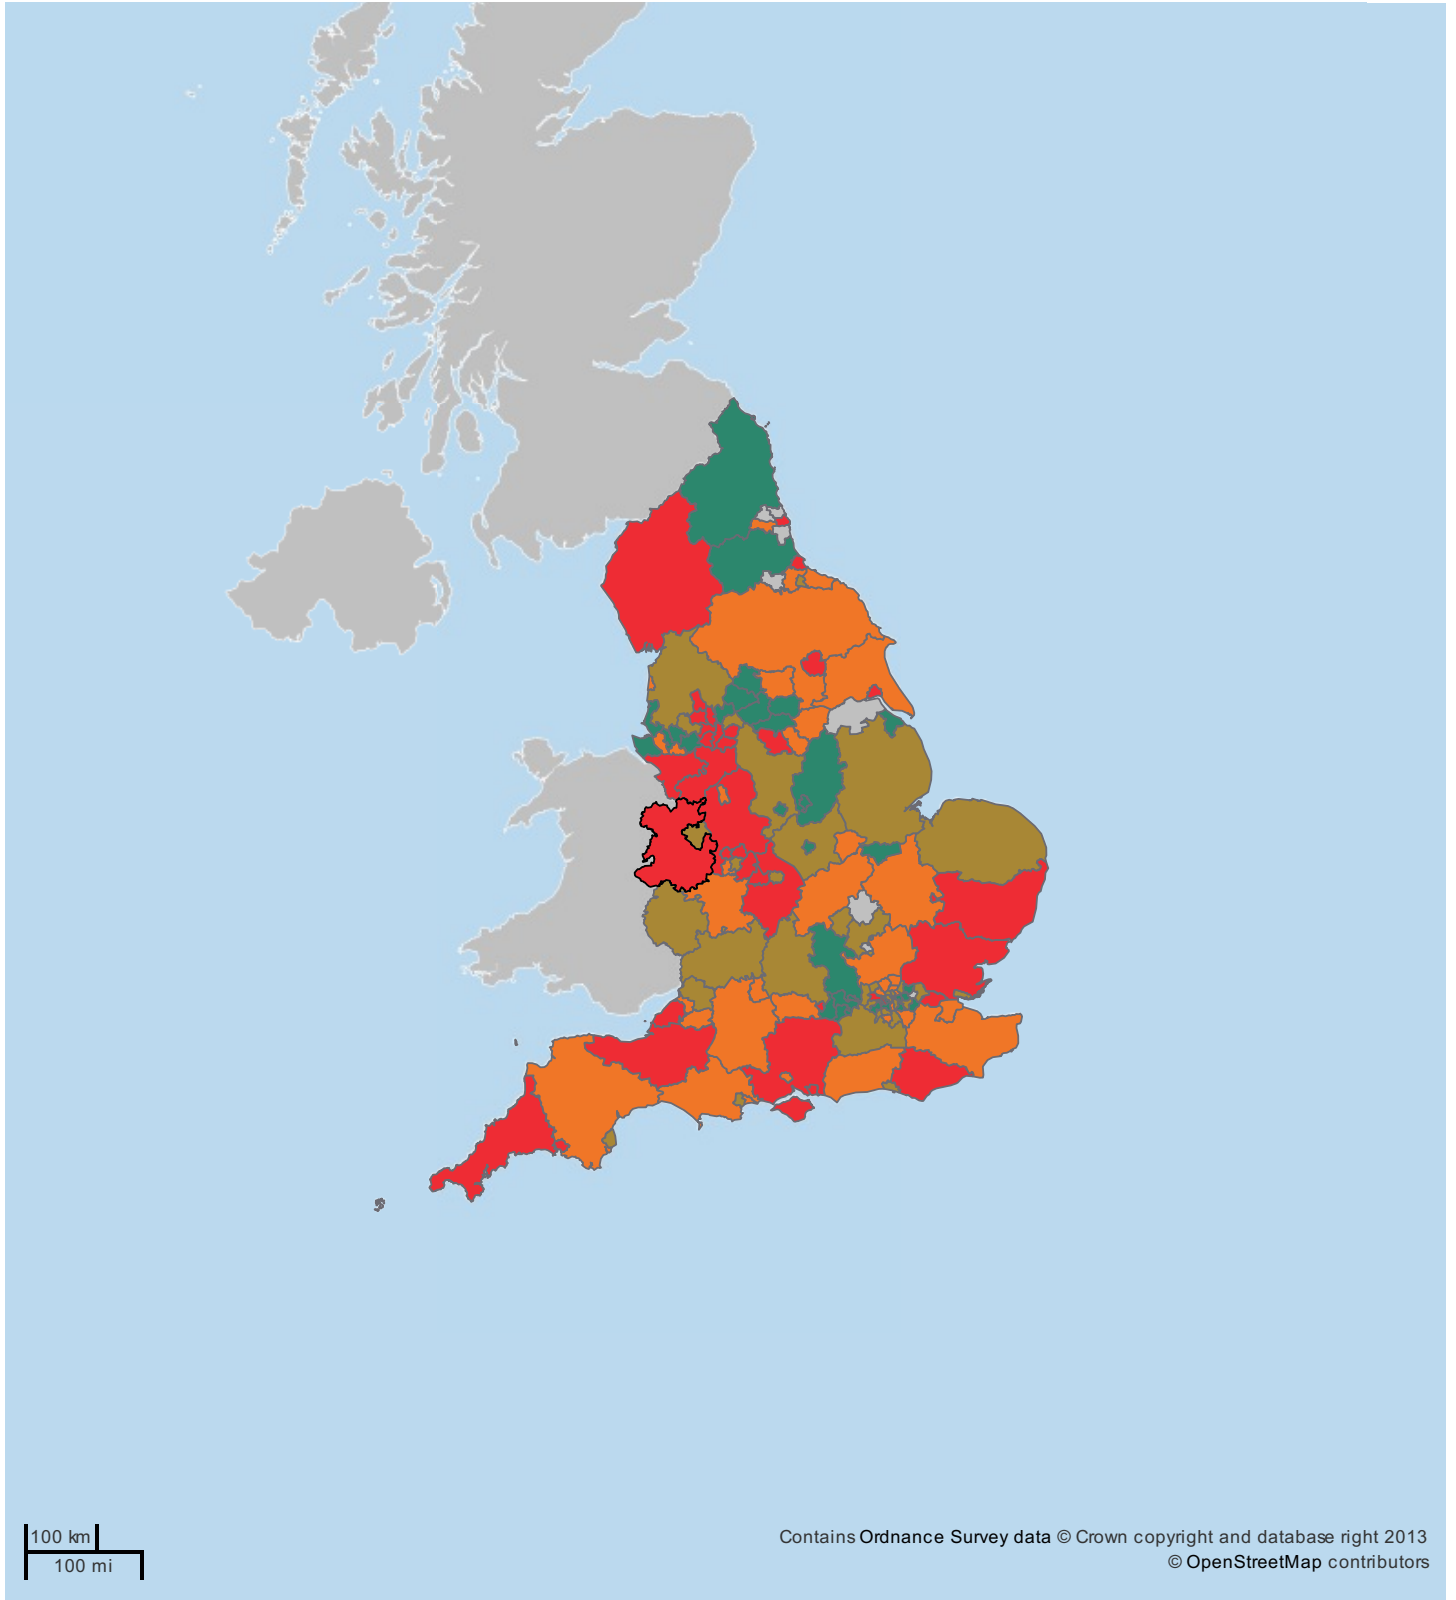 100 km
100 mi
Contains Ordnance Survey data © Crown copyright and database right 2013
© OpenStreetMap contributors